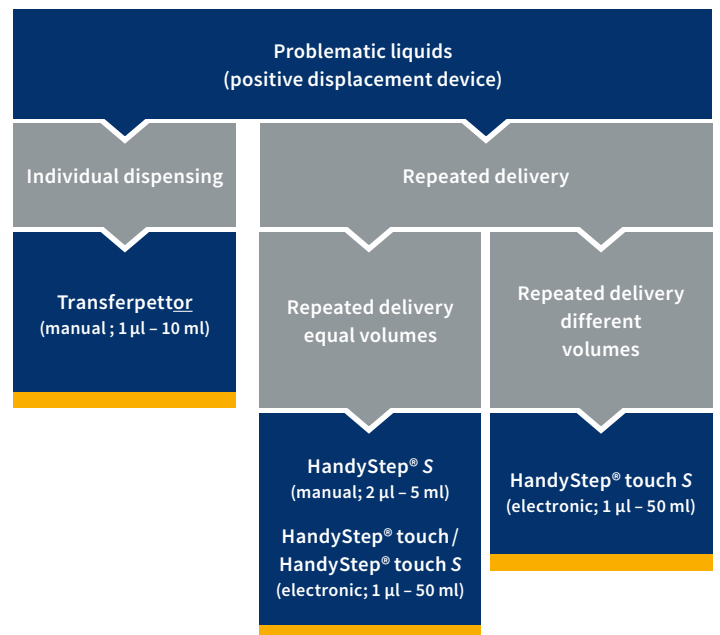 Problematic liquids
(positive displacement device)
Individual dispensing
Repeated delivery
Transferpettor
(manual ; 1 µl – 10 ml)
Repeated delivery
equal volumes
Repeated delivery
different
volumes
HandyStep® S
(manual; 2 µl – 5 ml)
HandyStep® touch /
HandyStep® touch S
(electronic; 1 µl – 50 ml)
HandyStep® touch S
(electronic; 1 µl – 50 ml)